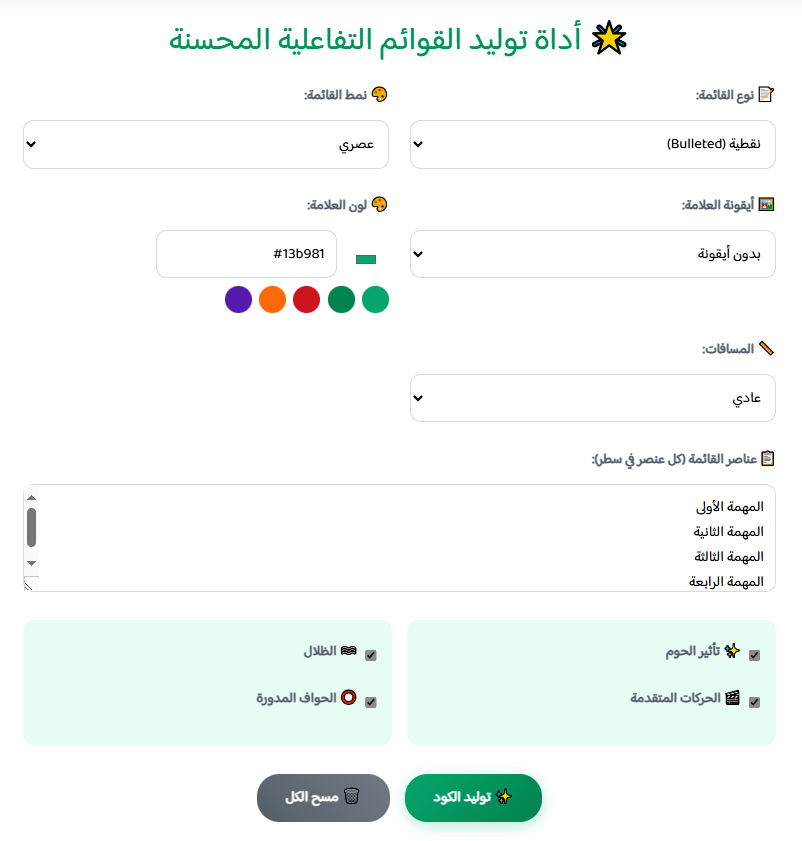 🌟 أداة توليد القوائم التفاعلية المحسنة
📝 نوع القائمة:
نقطية (Bulleted)
🎨 نمط القائمة:
عصري
🖼️ أيقونة العلامة:
بدون أيقونة
🎨 لون العلامة:
#13b981
📏 المسافات:
عادي
📋 عناصر القائمة (كل عنصر في سطر):
المهمة الأولى
المهمة الثانية
المهمة الثالثة
المهمة الرابعة
✨ تأثير الحوم
🎬 الحركات المتقدمة
🌫️ الظلال
⭕ الحواف المدورة
✨ توليد الكود
🗑️ مسح الكل